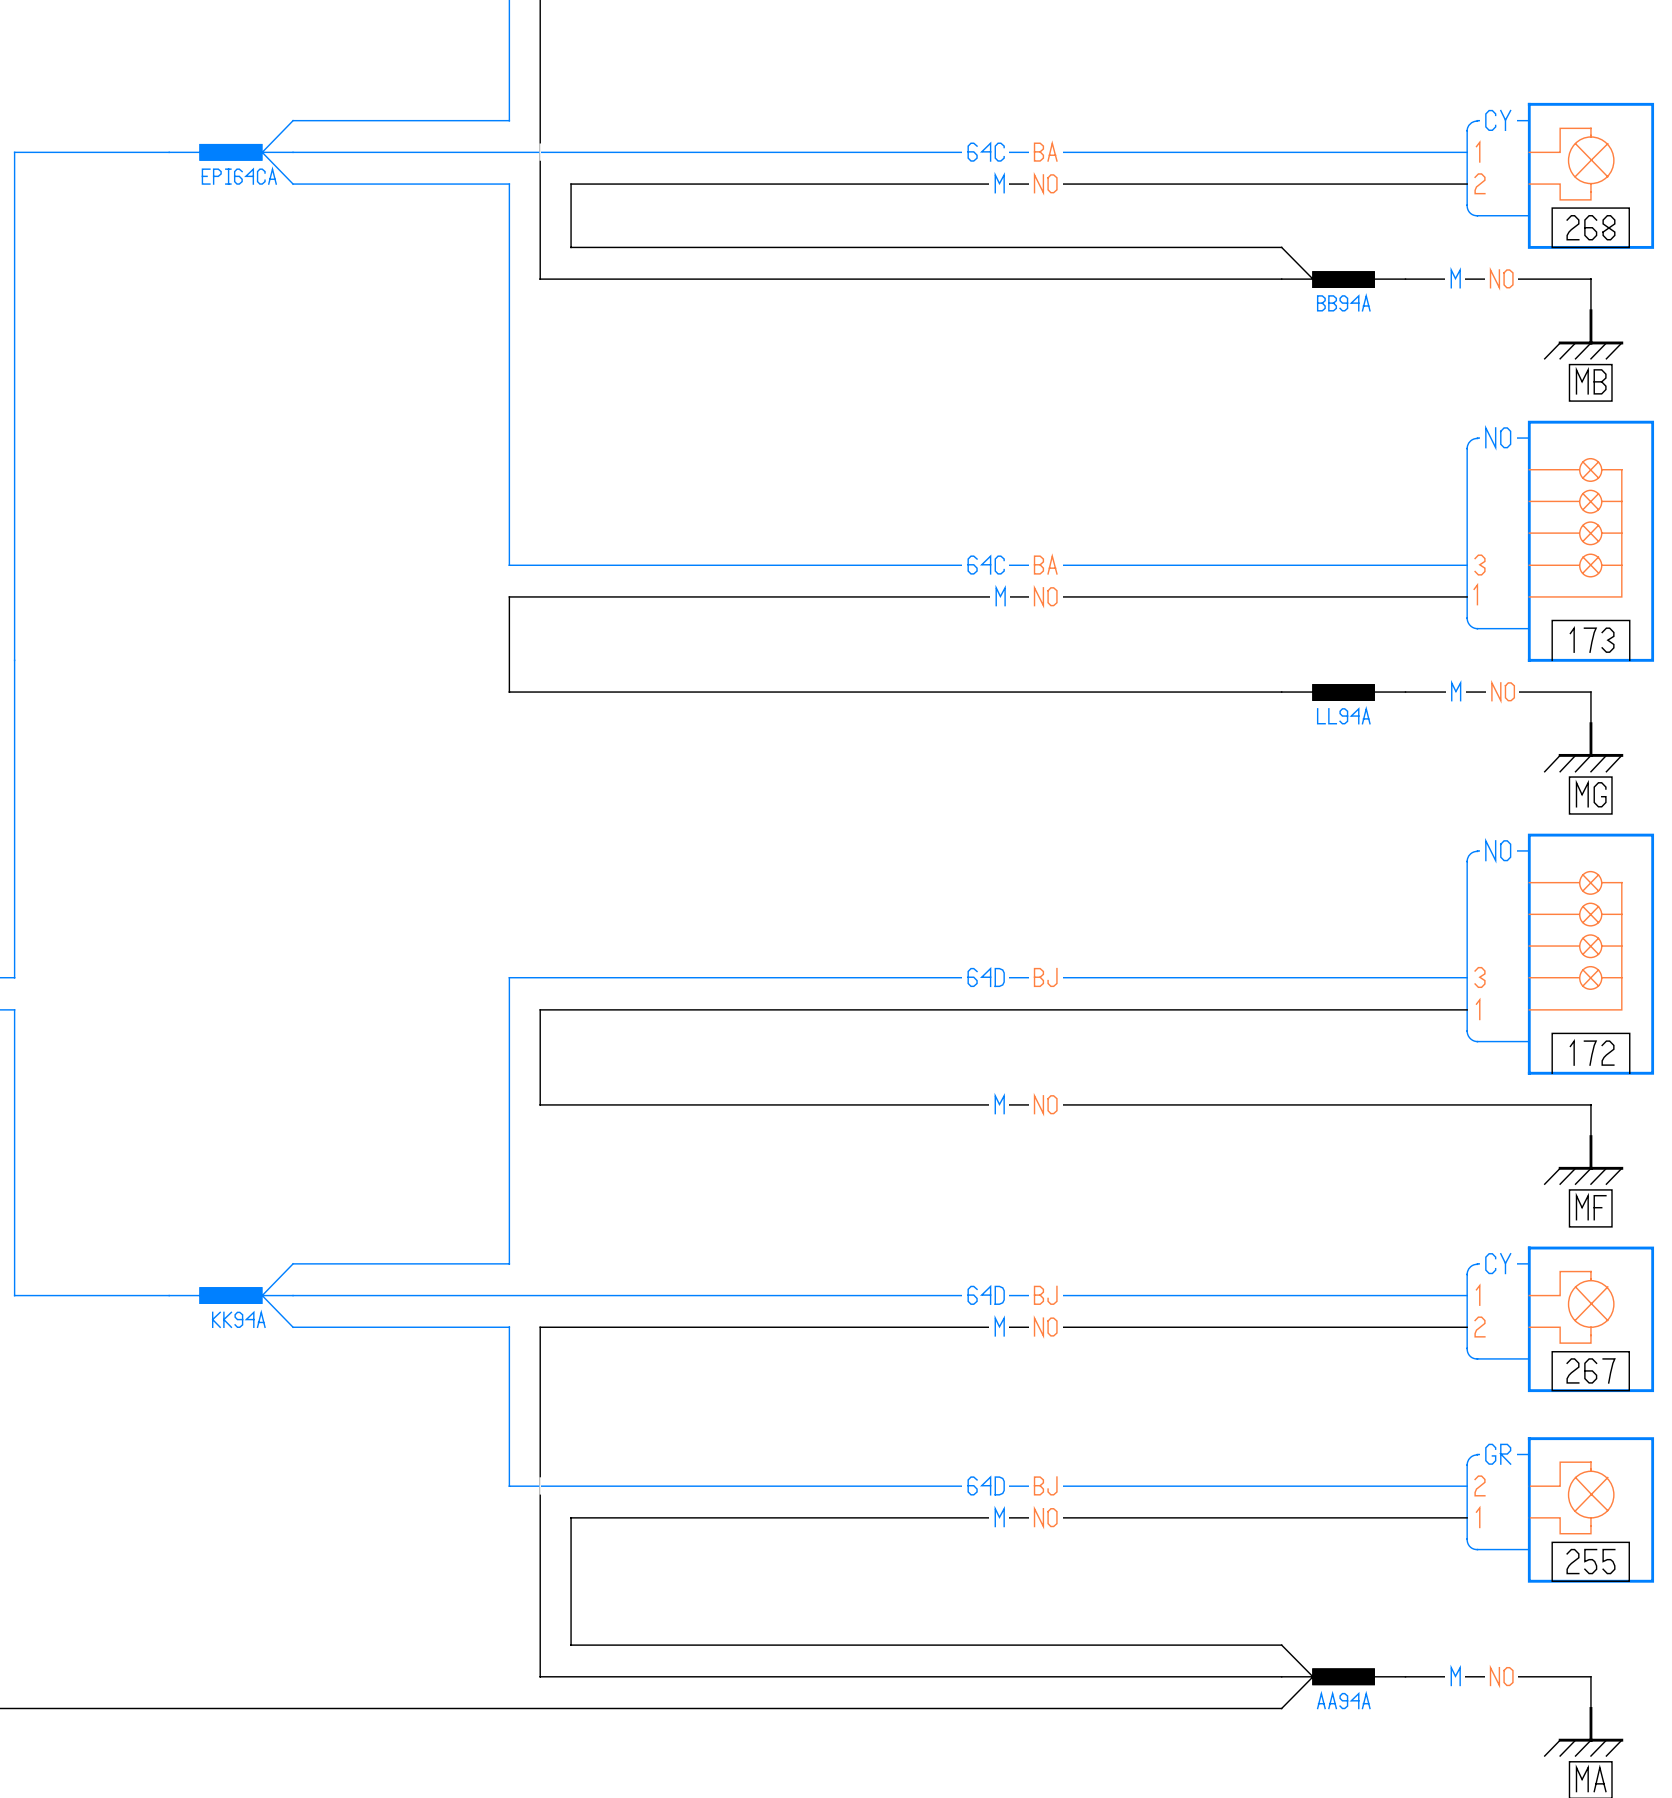 CY
64C BA 1
EPI64CA
M NO 2
268
M NO
BB94A
MB
NO
64C BA 3
M NO 1
173
M NO
LL94A
MG
NO
64D BJ 3
1
172
M NO
MF
CY
64D BJ 1
KK94A
M NO 2
267
GR
64D BJ 2
M NO 1
255
M NO
AA94A
MA